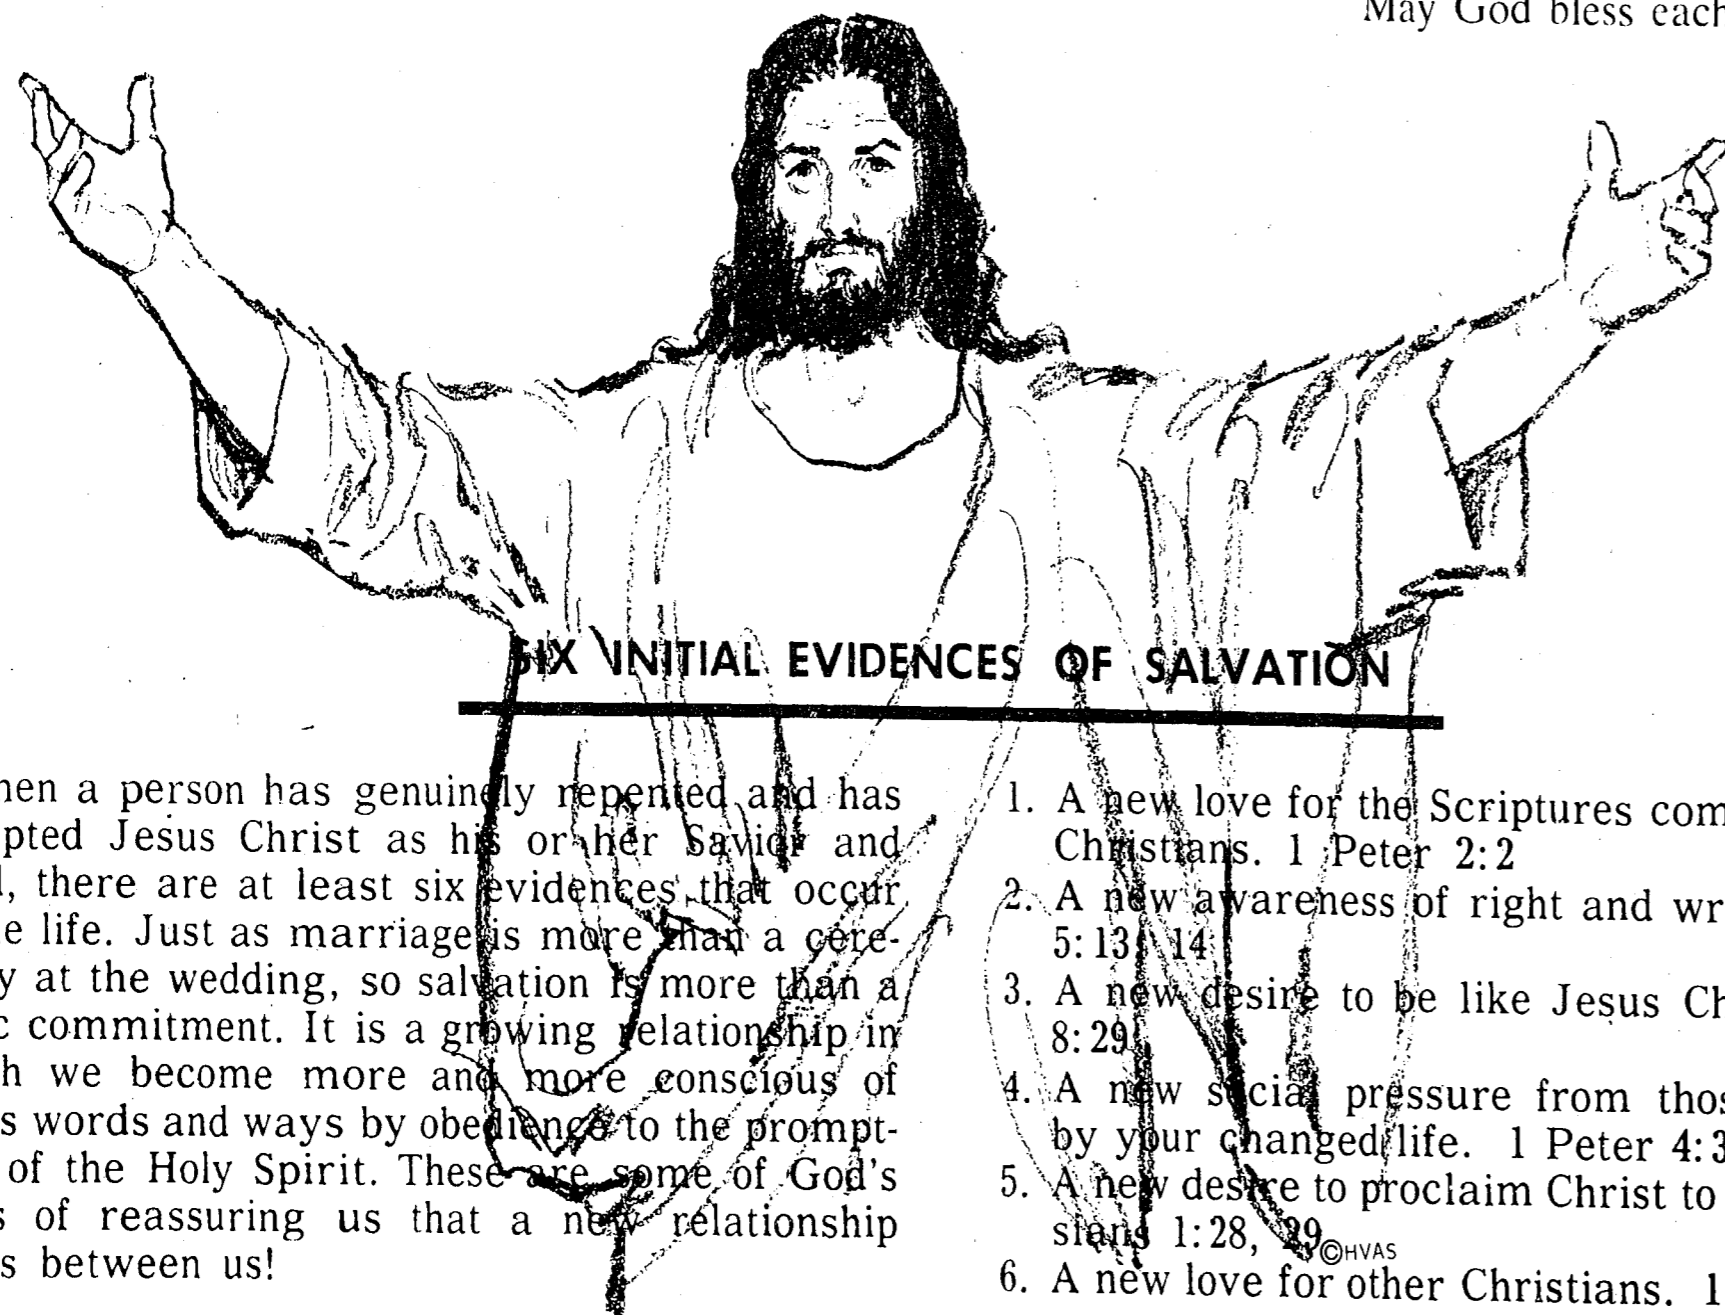 May God bless each
SIX INITIAL EVIDENCES OF SALVATION
hen a person has genuinely repented and has
pted Jesus Christ as his or her Savior and
, there are at least six evidences that occur
e life. Just as marriage is more than a cere-
y at the wedding, so salvation is more than a
c commitment. It is a growing relationship in
h we become more and more conscious of
s words and ways by obedience to the prompt-
of the Holy Spirit. These are some of God's
s of reassuring us that a new relationship
s between us!
1. A new love for the Scriptures com
Christians. 1 Peter 2:2
2. A new awareness of right and wr
5:13, 14
3. A new desire to be like Jesus Ch
8:29
4. A new social pressure from thos
by your changed life. 1 Peter 4:3
5. A new desire to proclaim Christ to
sians 1:28, 29
©HVAS
6. A new love for other Christians. 1